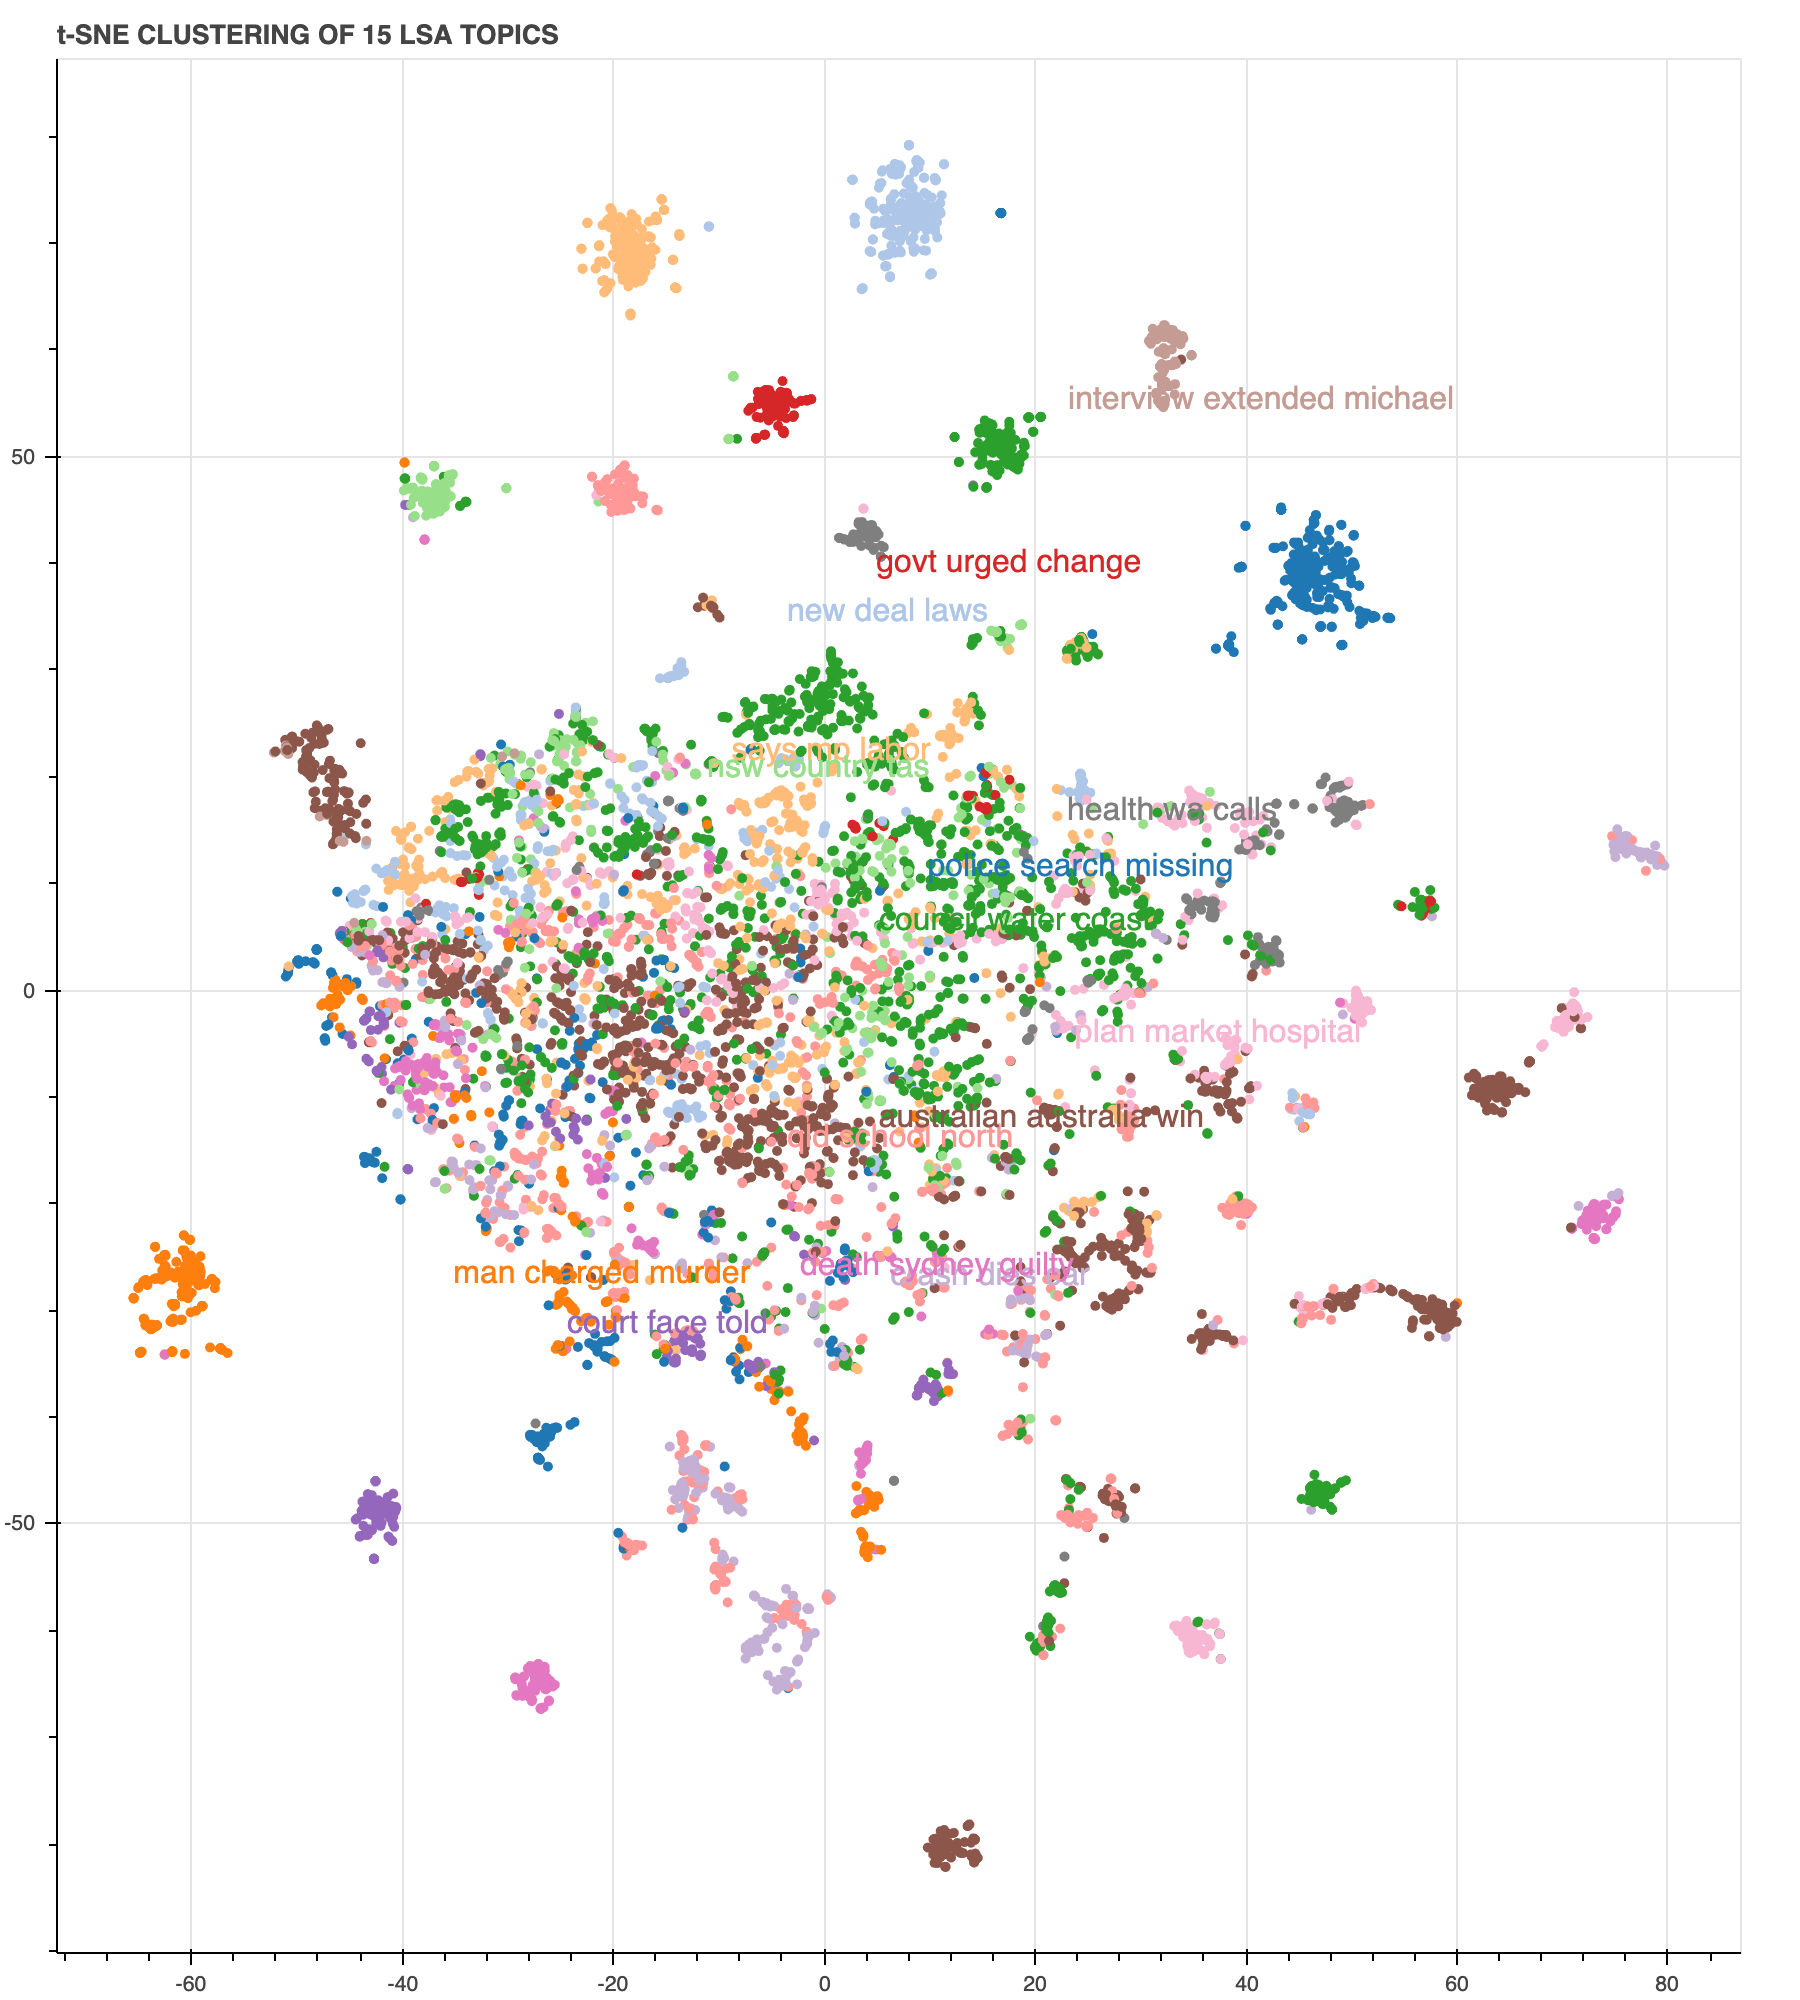 t-SNE CLUSTERING OF 15 LSA TOPICS
interview extended michael
50
govt urged change
new deal laws
says mp labor
nsw country tas
health wa calls
police search missing
council water coast
0
plan market hospital
australian australia win
old school north
death sydney guilty
crash dies car
man charged murder
court face told
-50
-60
-40
-20
0
20
40
60
80